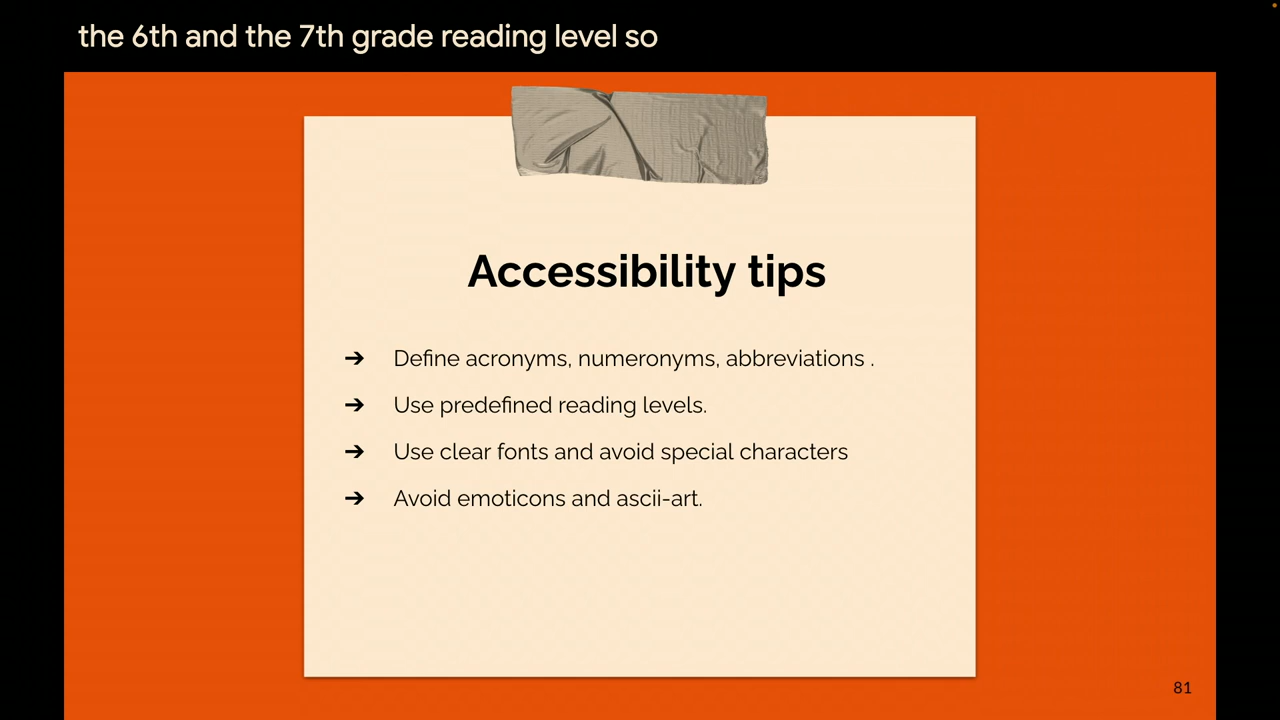 the 6th and the 7th grade reading level so
Accessibility tips
➔ Define acronyms, numeronyms, abbreviations .
➔ Use predefined reading levels.
➔ Use clear fonts and avoid special characters
➔ Avoid emoticons and ascii-art.
81